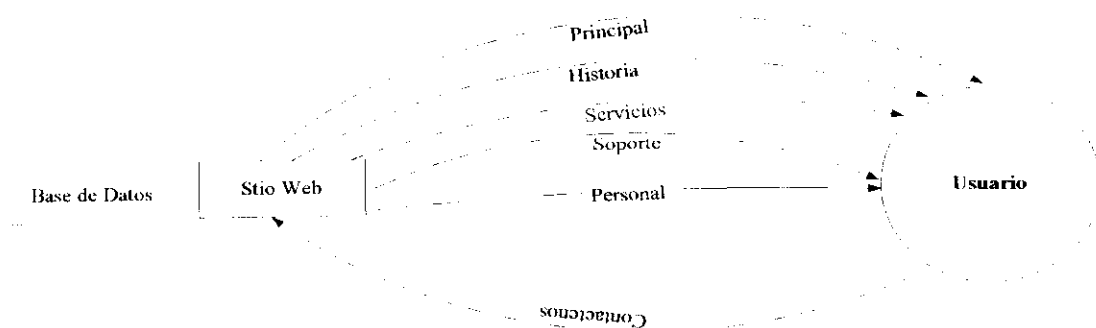 Principal
Historia
Servicios
Soporte
Base de Datos
Stio Web
Personal
Usuario
Contactenos